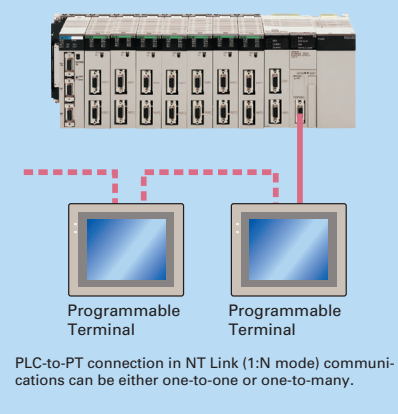 Programmable
Terminal
Programmable
Terminal
PLC-to-PT connection in NT Link (1:N mode) communi-
cations can be either one-to-one or one-to-many.